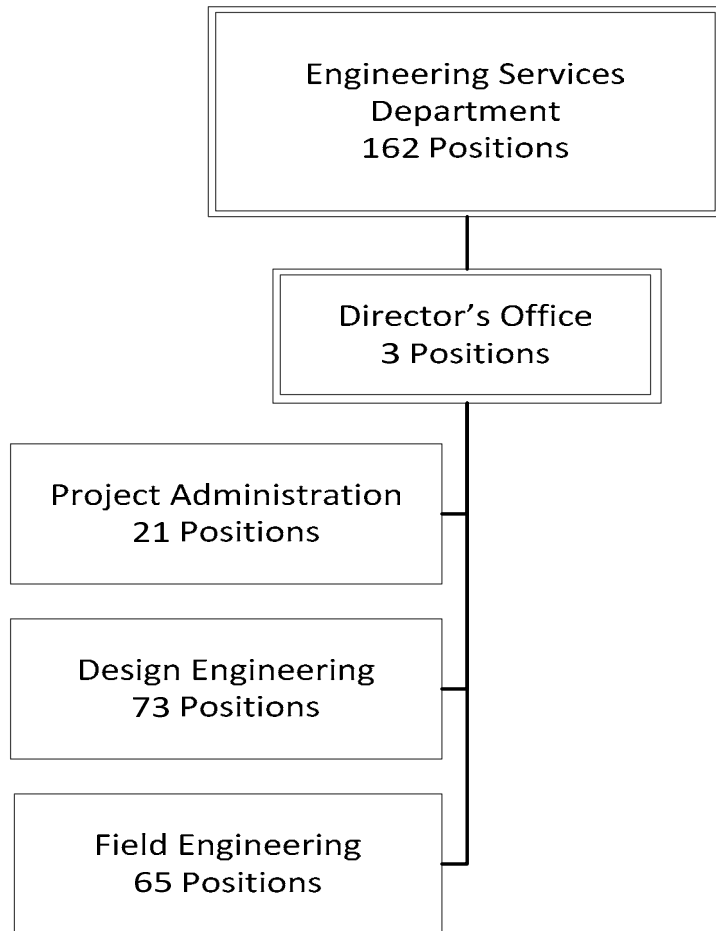 Engineering Services
Department
162 Positions
Director’s Office
3 Positions
Project Administration
21 Positions
Design Engineering
73 Positions
Field Engineering
65 Positions